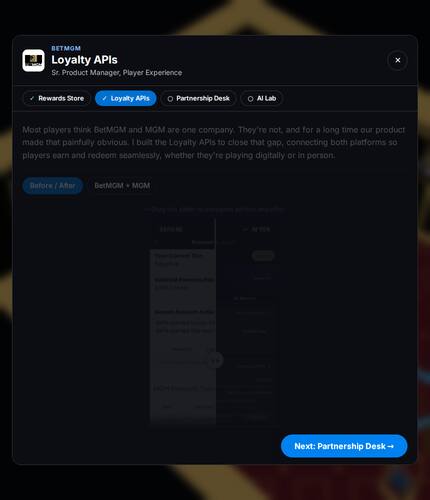 BETMGM
Loyalty APIs
Sr. Product Manager, Player Experience
✕
✓ Rewards Store
✓ Loyalty APIs
○ Partnership Desk
○ AI Lab
Most players think BetMGM and MGM are one company. They're not, and for a long time our product
made that painfully obvious. I built the Loyalty APIs to close that gap, connecting both platforms so
players earn and redeem seamlessly, whether they're playing digitally or in person.
Before / After
BetMGM + MGM
BEFORE
AFTER
Next: Partnership Desk →